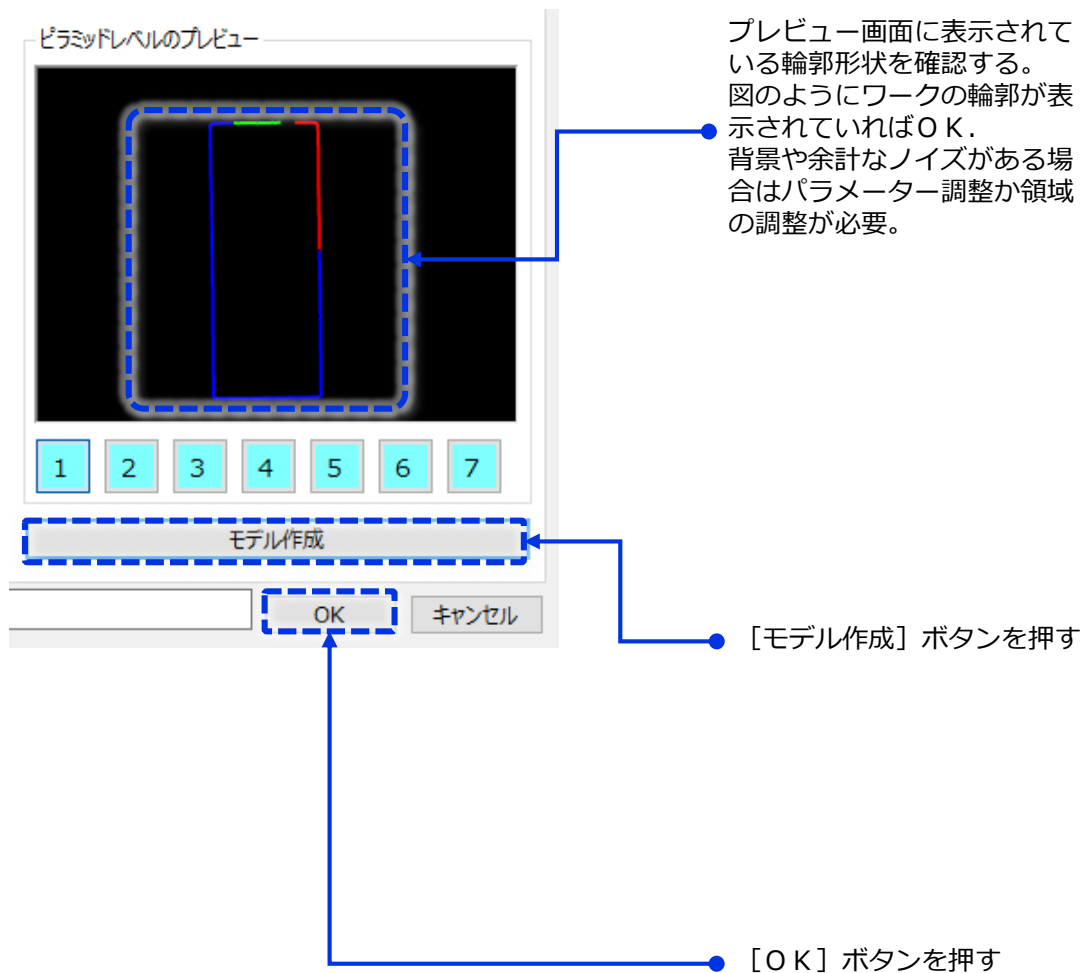 ピラミッドレベルのプレビュー
プレビュー画面に表示されて
いる輪郭形状を確認する。
図のようにワークの輪郭が表
示されていればＯＫ．
背景や余計なノイズがある場
合はパラメーター調整か領域
の調整が必要。
1 2 3 4 5 6 7
モデル作成
OK キャンセル
［モデル作成］ボタンを押す
［ＯＫ］ボタンを押す